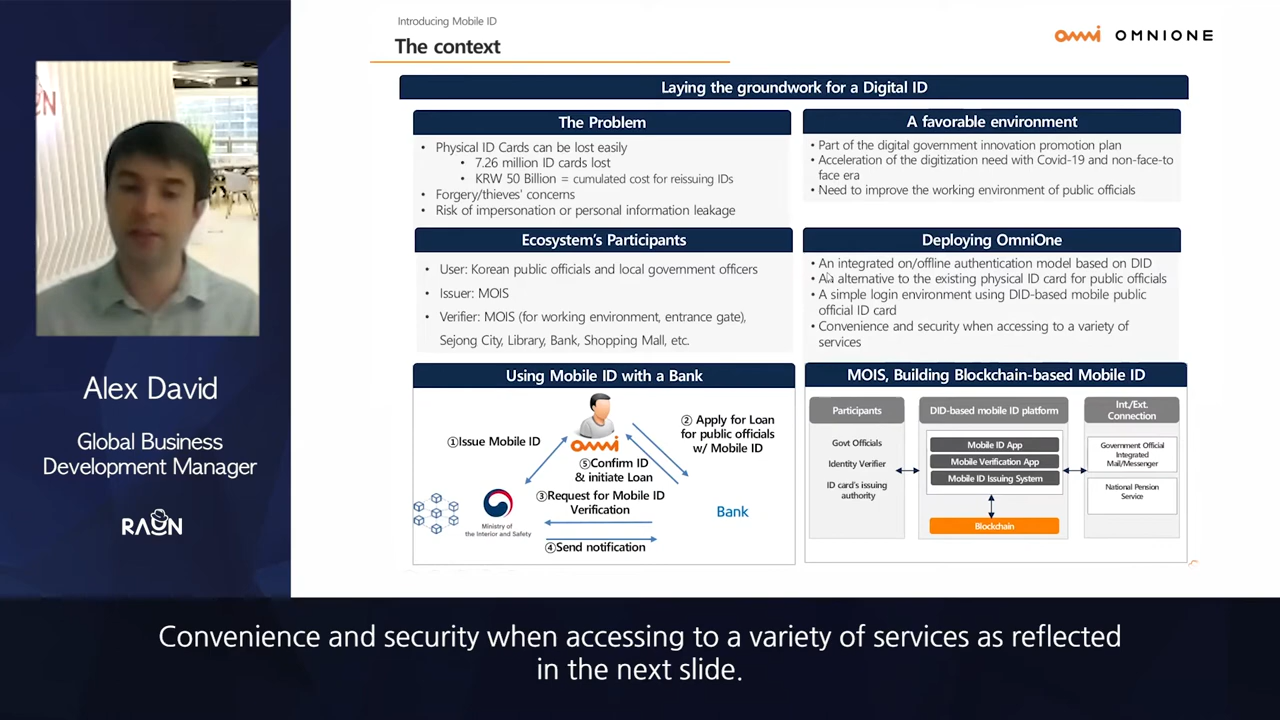 Introducing Mobile ID
The context
omni OMNIONE
Laying the groundwork for a Digital ID
The Problem
• Physical ID Cards can be lost easily
• 7.26 million ID cards lost
• KRW 50 Billion = cumulated cost for reissuing IDs
• Forgery/thieves' concerns
• Risk of impersonation or personal information leakage
A favorable environment
• Part of the digital government innovation promotion plan
• Acceleration of the digitization need with Covid-19 and non-face-to
face era
• Need to improve the working environment of public officials
Ecosystem's Participants
• User: Korean public officials and local government officers
• Issuer: MOIS
• Verifier: MOIS (for working environment, entrance gate),
Sejong City, Library, Bank, Shopping Mall, etc.
Deploying OmniOne
• An integrated on/offline authentication model based on DID
• An alternative to the existing physical ID card for public officials
• A simple login environment using DID-based mobile public
official ID card
• Convenience and security when accessing to a variety of
services
Using Mobile ID with a Bank
①Issue Mobile ID
② Apply for Loan
for public officials
w/ Mobile ID
omni
⑤Confirm ID
& initiate Loan
③Request for Mobile ID
Verification
Ministry of
the Interior and Safety
Bank
④Send notification
MOIS, Building Blockchain-based Mobile ID
Participants
Govt Officials
Identity Verifier
ID card's issuing
authority
DID-based mobile ID platform
Mobile ID App
Mobile Verification App
Mobile ID Issuing System
Blockchain
Int./Ext.
Connection
Government Official
Integrated
Mail/Messenger
National Pension
Service
Alex David
Global Business
Development Manager
RAON
Convenience and security when accessing to a variety of services as reflected
in the next slide.